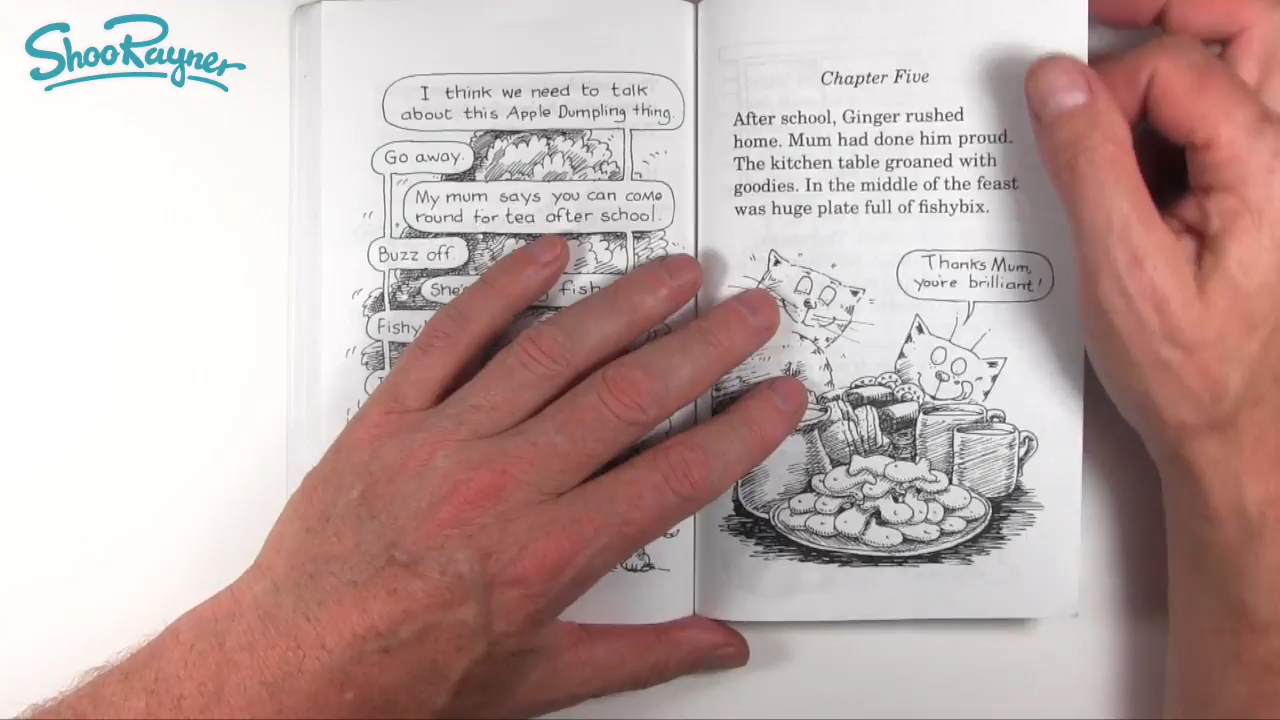 ShooRayner
I think we need to talk
about this Apple Dumpling thing.
Go away.
My mum says you can come
round for tea after school.
Buzz off.
fish
Chapter Five
After school, Ginger rushed
home. Mum had done him proud.
The kitchen table groaned with
goodies. In the middle of the feast
was huge plate full of fishybix.
Thanks Mum,
you're brilliant!